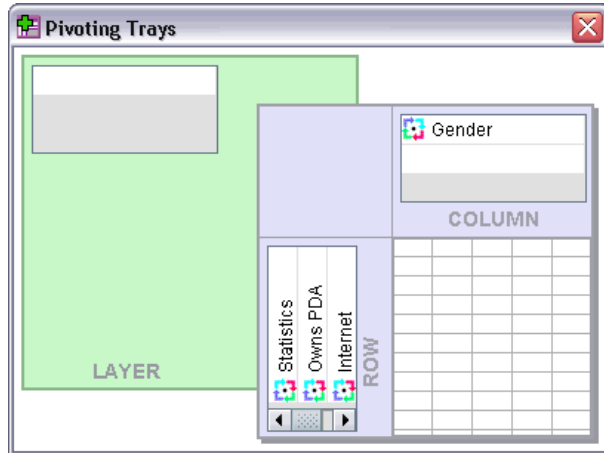 Pivoting Trays
Gender
COLUMN
Statistics
Owns PDA
Internet
ROW
LAYER